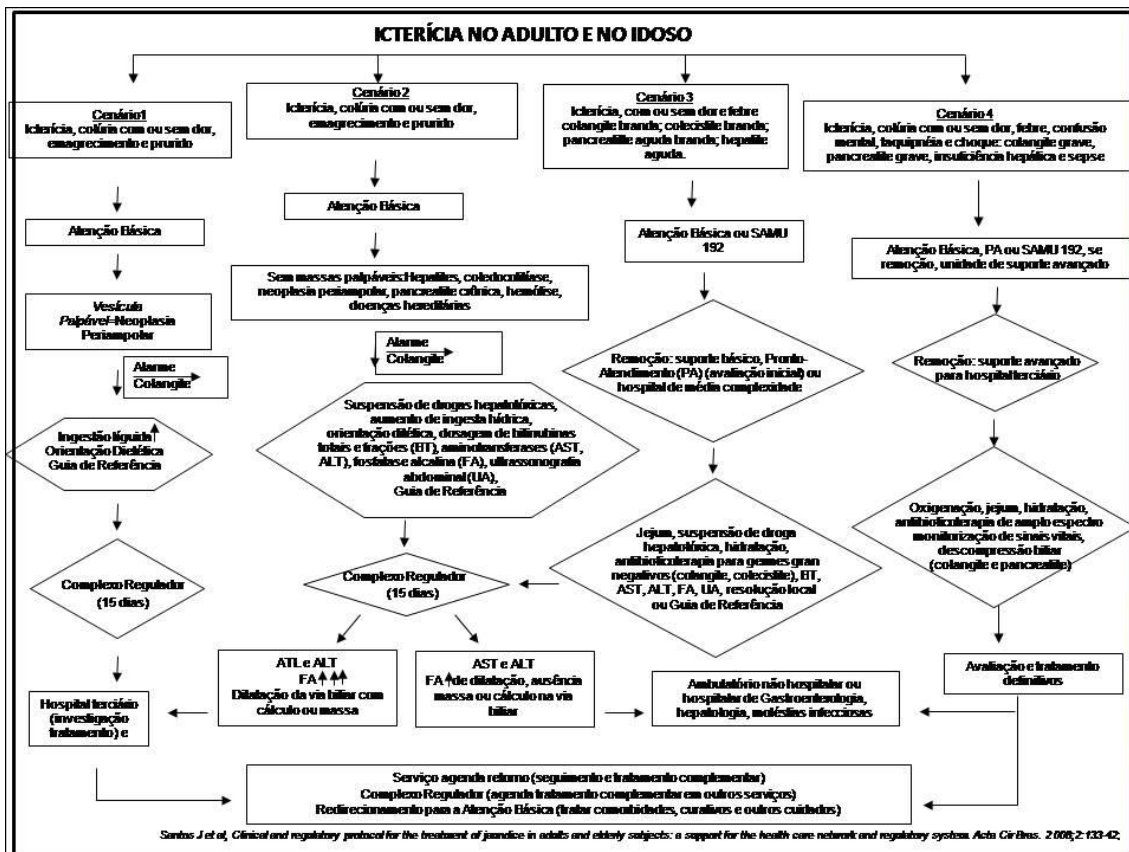 ICTERÍCIA NO ADULTO E NO IDOSO
Cenário1
Icterícia, colúria com ou sem dor,
emagrecimento e prurido
Atenção Básica
Vesícula
Palpável=Neoplasia
Periampolar
Alarme
Colangite
Ingestão líquida
Orientação Dietética
Guia de Referência
Complexo Regulador
(15 dias)
Hospital terciário
(investigação
tratamento) e
Cenário 2
Icterícia, colúria com ou sem dor,
emagrecimento e prurido
Atenção Básica
Sem massas palpáveis:Hepatites, coledocolitíase,
neoplasia periampolar, pancreatite crônica, hemólise,
doenças hereditárias
Alarme
Colangite
Suspensão de drogas hepatotóxicas,
aumento de ingesta hídrica,
orientação ditética, dosagem de bilirrubinas
totais e frações (BT), aminotransferases (AST,
ALT), fosfatase alcalina (FA), ultrassonografia
abdominal (UA),
Guia de Referência
Complexo Regulador
(15 dias)
ATL e ALT
FA
Dilatação da via biliar com
cálculo ou massa
AST e ALT
FA de dilatação, ausência
massa ou cálculo na via
biliar
Cenário 3
Icterícia, com ou sem dor e febre
colangite branda; colecistite branda;
pancreatite aguda branda; hepatite
aguda.
Atenção Básica ou SAMU
192
Remoção: suporte básico, Pronto-
Atendimento (PA) (avaliação inicial) ou
hospital de média complexidade
Jejum, suspensão de droga
hepatotóxica, hidratação,
antibioticoterapia para germes gran
negativos (colangite, colecistite), BT,
AST, ALT, FA, UA, resolução local
ou Guia de Referência
Ambulatório não hospitalar ou
hospitalar de Gastroenterologia,
hepatologia, moléstias infecciosas
Cenário 4
Icterícia, colúria com ou sem dor, febre, confusão
mental, taquipnéia e choque: colangite grave,
pancreatite grave, insuficiência hepática e sepse
Atenção Básica, PA ou SAMU 192, se
remoção, unidade de suporte avançado
Remoção: suporte avançado
para hospital terciário
Oxigenação, jejum, hidratação,
antibioticoterapia de amplo espectro
monitorização de sinais vitais,
descompressão biliar
(colangite e pancreatite)
Avaliação e tratamento
definitivos
Serviço agenda retorno (seguimento e tratamento complementar)
Complexo Regulador (agenda tratamento complementar em outros serviços)
Redirecionamento para a Atenção Básica (tratar comorbidades, curativos e outros cuidados)
Santos J et al, Clinical and regulatory protocol for the treatment of jaundice in adults and elderly subjects: a support for the health care network and regulatory system. Acta Cir Bras. 2008;2:133-42;